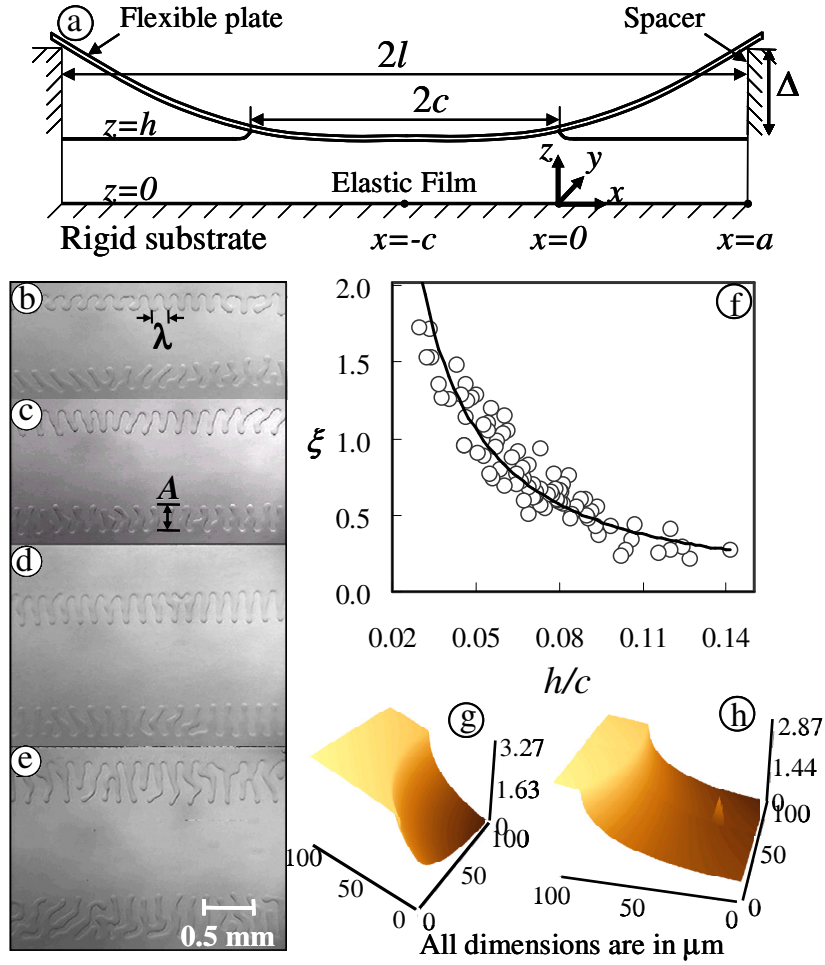 a
Flexible plate
Spacer
2l
Δ
2c
z=h
z
y
z=0
Elastic Film
x
Rigid substrate
x=-c
x=0
x=a
b
λ
c
A
d
e
0.5 mm
f
2.0
1.5
1.0
0.5
0.0
ξ
0.02
0.05
0.08
0.11
0.14
h/c
g
3.27
1.63
0
100
50
0
100
50
0
h
2.87
1.44
0
100
50
0
100
50
0
All dimensions are in μm